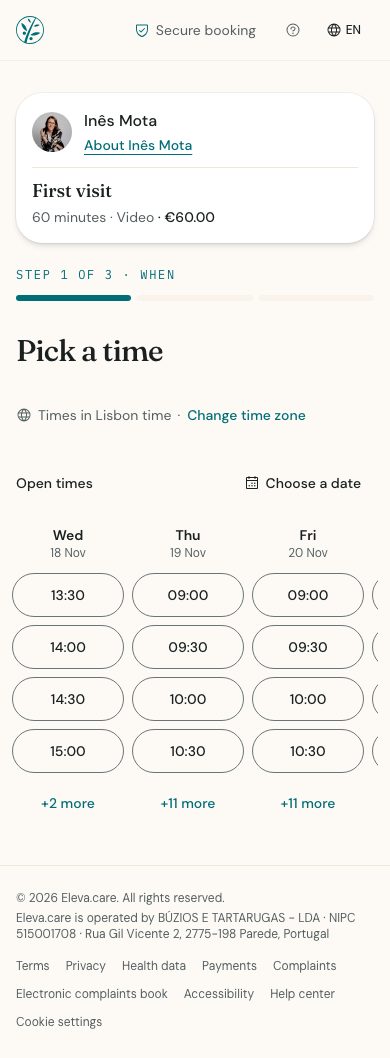 Secure booking
EN
Inês Mota
About Inês Mota
First visit
60 minutes · Video · €60.00
STEP 1 OF 3 · WHEN
Pick a time
Times in Lisbon time · Change time zone
Open times
Choose a date
Wed Thu Fri
18 Nov 19 Nov 20 Nov
13:30 09:00 09:00
14:00 09:30 09:30
14:30 10:00 10:00
15:00 10:30 10:30
+2 more +11 more +11 more
© 2026 Eleva.care. All rights reserved.
Eleva.care is operated by BÚZIOS E TARTARUGAS – LDA · NIPC
515001708 · Rua Gil Vicente 2, 2775-198 Parede, Portugal
Terms Privacy Health data Payments Complaints
Electronic complaints book Accessibility Help center
Cookie settings